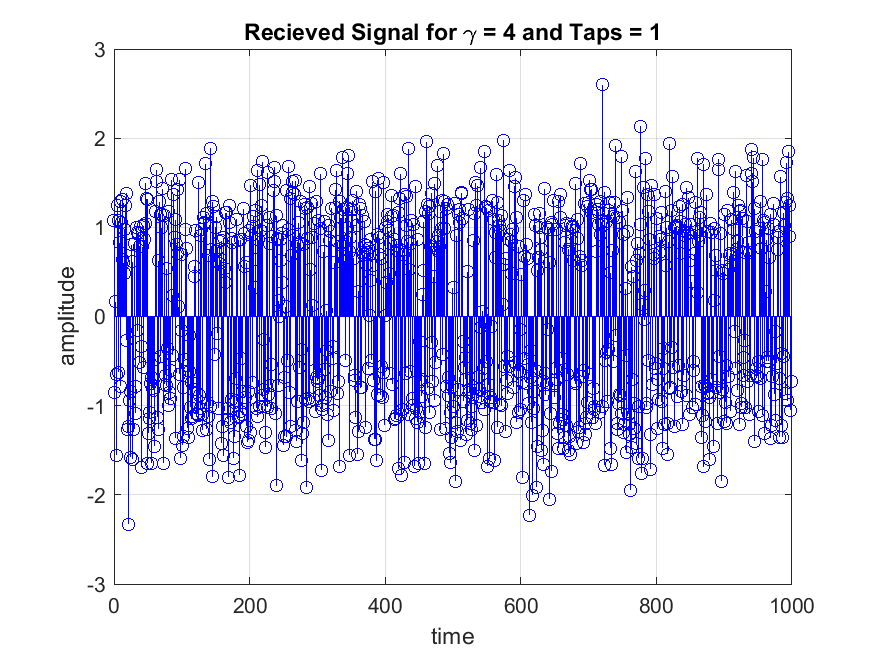 Recieved Signal for γ = 4 and Taps = 1
3
2
1
0
-1
-2
-3
amplitude
0 200 400 600 800 1000
time